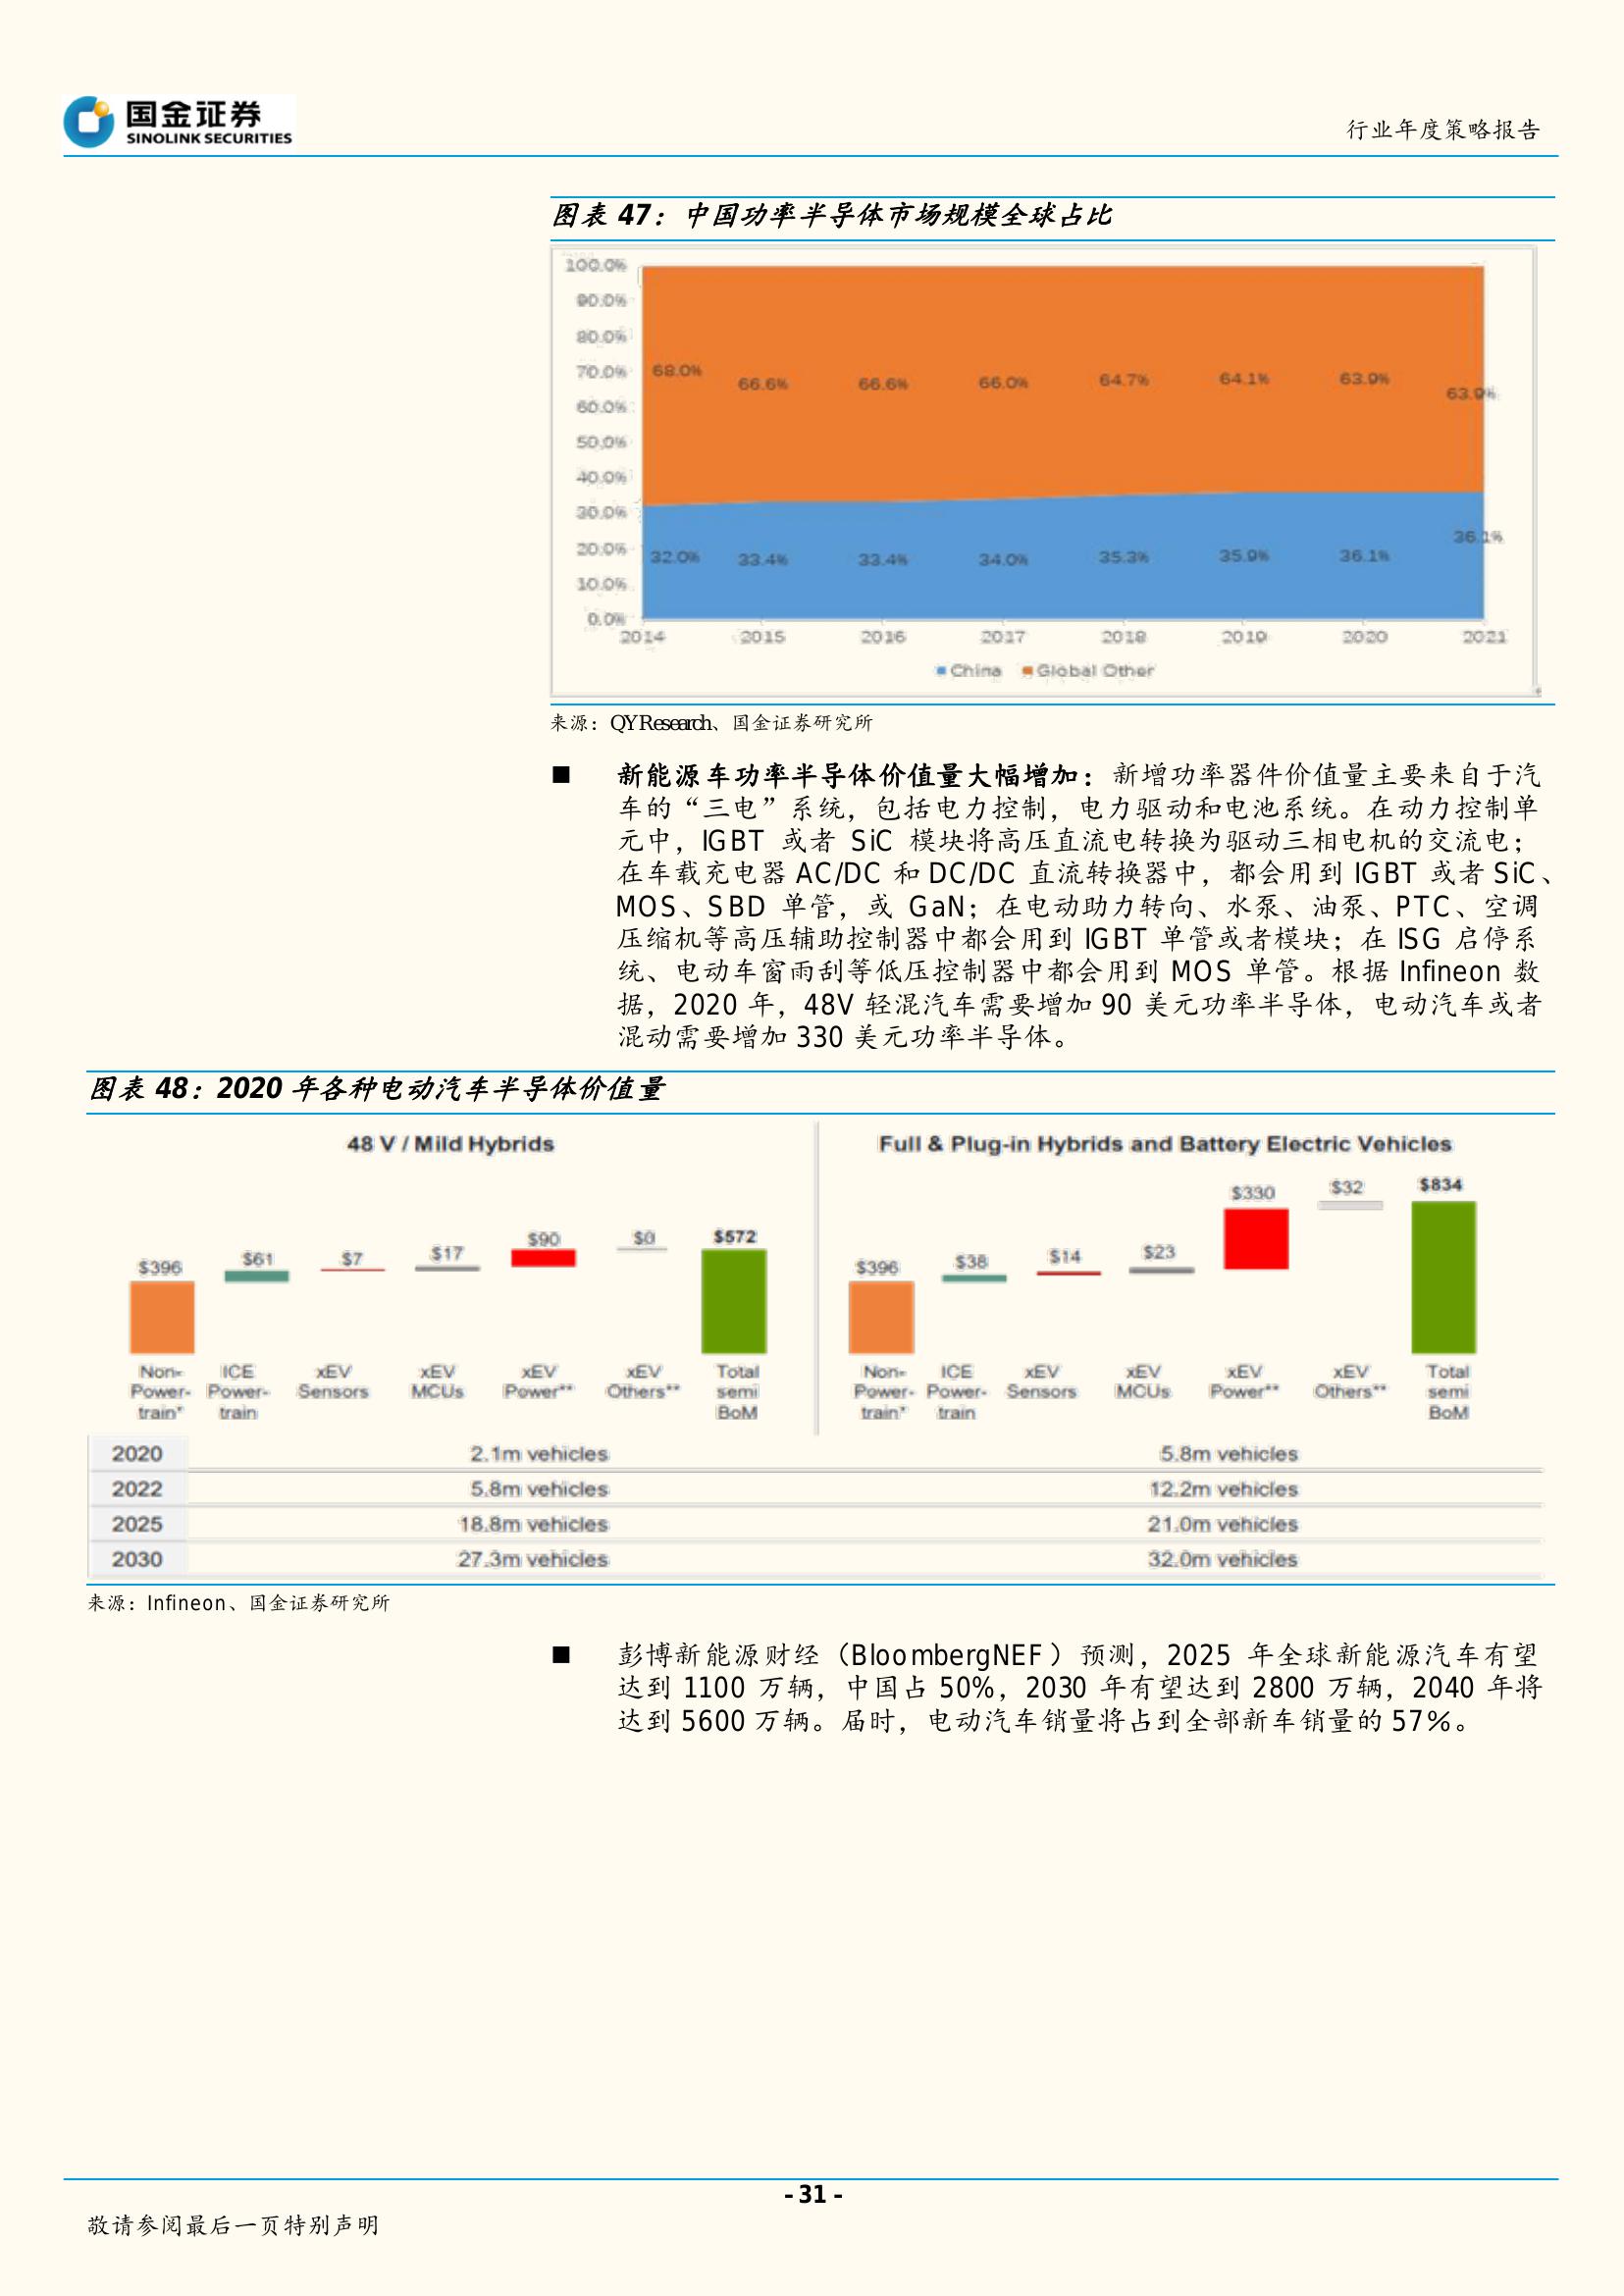 国金证券
SINOLINK SECURITIES
行业年度策略报告
图表 47：中国功率半导体市场规模全球占比
100.0%
90.0%
80.0%
70.0%
60.0%
50.0%
40.0%
30.0%
20.0%
10.0%
0.0%
68.0% 66.6% 66.6% 66.0% 64.7% 64.1% 63.9% 63.9%
32.0% 33.4% 33.4% 34.0% 35.3% 35.9% 36.1% 36.1%
2014 2015 2016 2017 2018 2019 2020 2021
China Global Other
来源：QYResearch、国金证券研究所
■ 新能源车功率半导体价值量大幅增加：新增功率器件价值量主要来自于汽
车的“三电”系统，包括电力控制，电力驱动和电池系统。在动力控制单
元中，IGBT 或者 SiC 模块将高压直流电转换为驱动三相电机的交流电；
在车载充电器 AC/DC 和 DC/DC 直流转换器中，都会用到 IGBT 或者 SiC、
MOS、SBD 单管，或 GaN；在电动助力转向、水泵、油泵、PTC、空调
压缩机等高压辅助控制器中都会用到 IGBT 单管或者模块；在 ISG 启停系
统、电动车窗雨刮等低压控制器中都会用到 MOS 单管。根据 Infineon 数
据，2020 年，48V 轻混汽车需要增加 90 美元功率半导体，电动汽车或者
混动需要增加 330 美元功率半导体。
图表 48：2020 年各种电动汽车半导体价值量
48 V / Mild Hybrids
$396 $61 $7 $17 $90 $0 $572
Non- ICE xEV xEV xEV xEV Total
Power- Power- Sensors MCUs Power** Others** semi
train* train BoM
Full & Plug-in Hybrids and Battery Electric Vehicles
$396 $38 $14 $23 $330 $32 $834
Non- ICE xEV xEV xEV xEV Total
Power- Power- Sensors MCUs Power** Others** semi
train* train BoM
2020 2.1m vehicles 5.8m vehicles
2022 5.8m vehicles 12.2m vehicles
2025 18.8m vehicles 21.0m vehicles
2030 27.3m vehicles 32.0m vehicles
来源：Infineon、国金证券研究所
■ 彭博新能源财经（BloombergNEF）预测，2025 年全球新能源汽车有望
达到 1100 万辆，中国占 50%，2030 年有望达到 2800 万辆，2040 年将
达到 5600 万辆。届时，电动汽车销量将占到全部新车销量的 57％。
- 31 -
敬请参阅最后一页特别声明